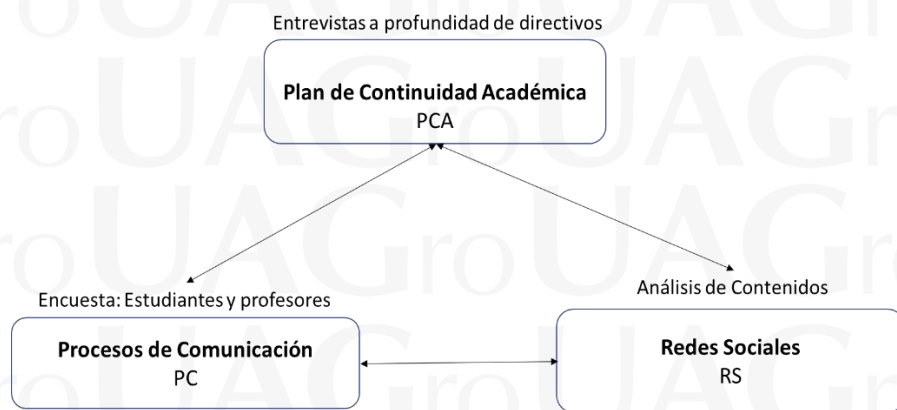 Entrevistas a profundidad de directivos
Plan de Continuidad Académica
PCA
Encuesta: Estudiantes y profesores
Análisis de Contenidos
Procesos de Comunicación
PC
Redes Sociales
RS
UAGro